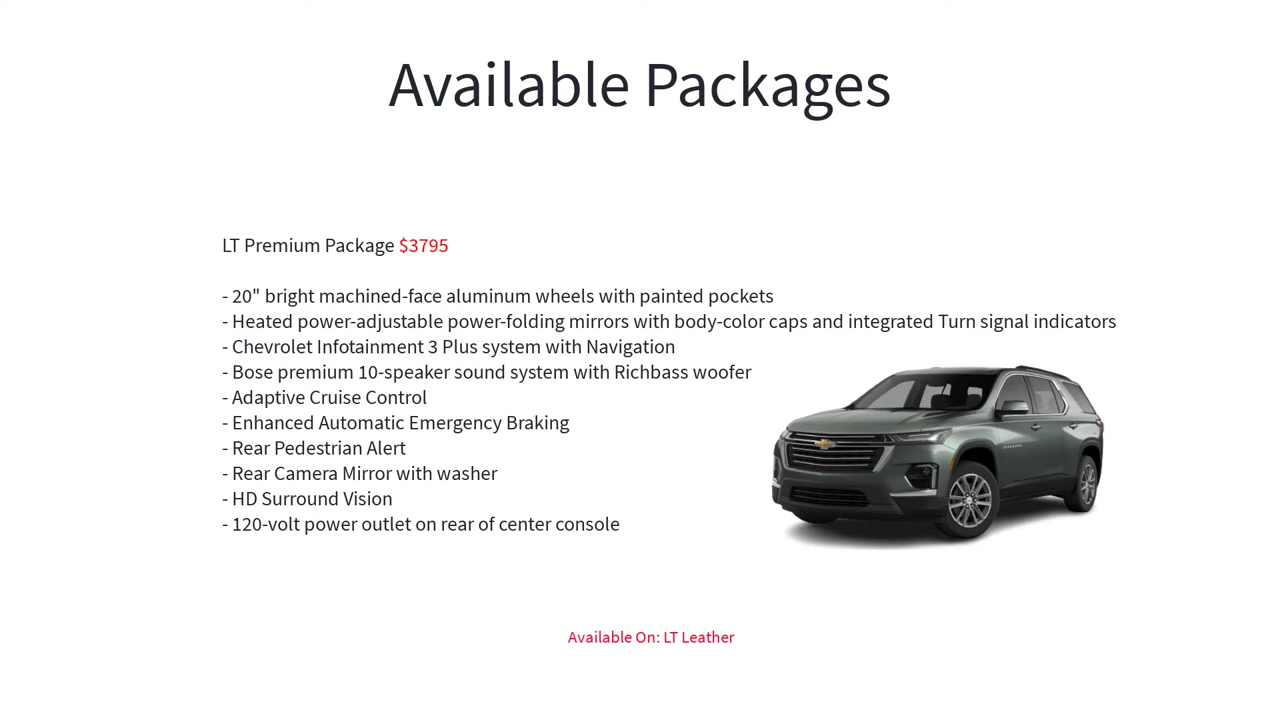 Available Packages
LT Premium Package $3795
- 20" bright machined-face aluminum wheels with painted pockets
- Heated power-adjustable power-folding mirrors with body-color caps and integrated Turn signal indicators
- Chevrolet Infotainment 3 Plus system with Navigation
- Bose premium 10-speaker sound system with Richbass woofer
- Adaptive Cruise Control
- Enhanced Automatic Emergency Braking
- Rear Pedestrian Alert
- Rear Camera Mirror with washer
- HD Surround Vision
- 120-volt power outlet on rear of center console
Available On: LT Leather